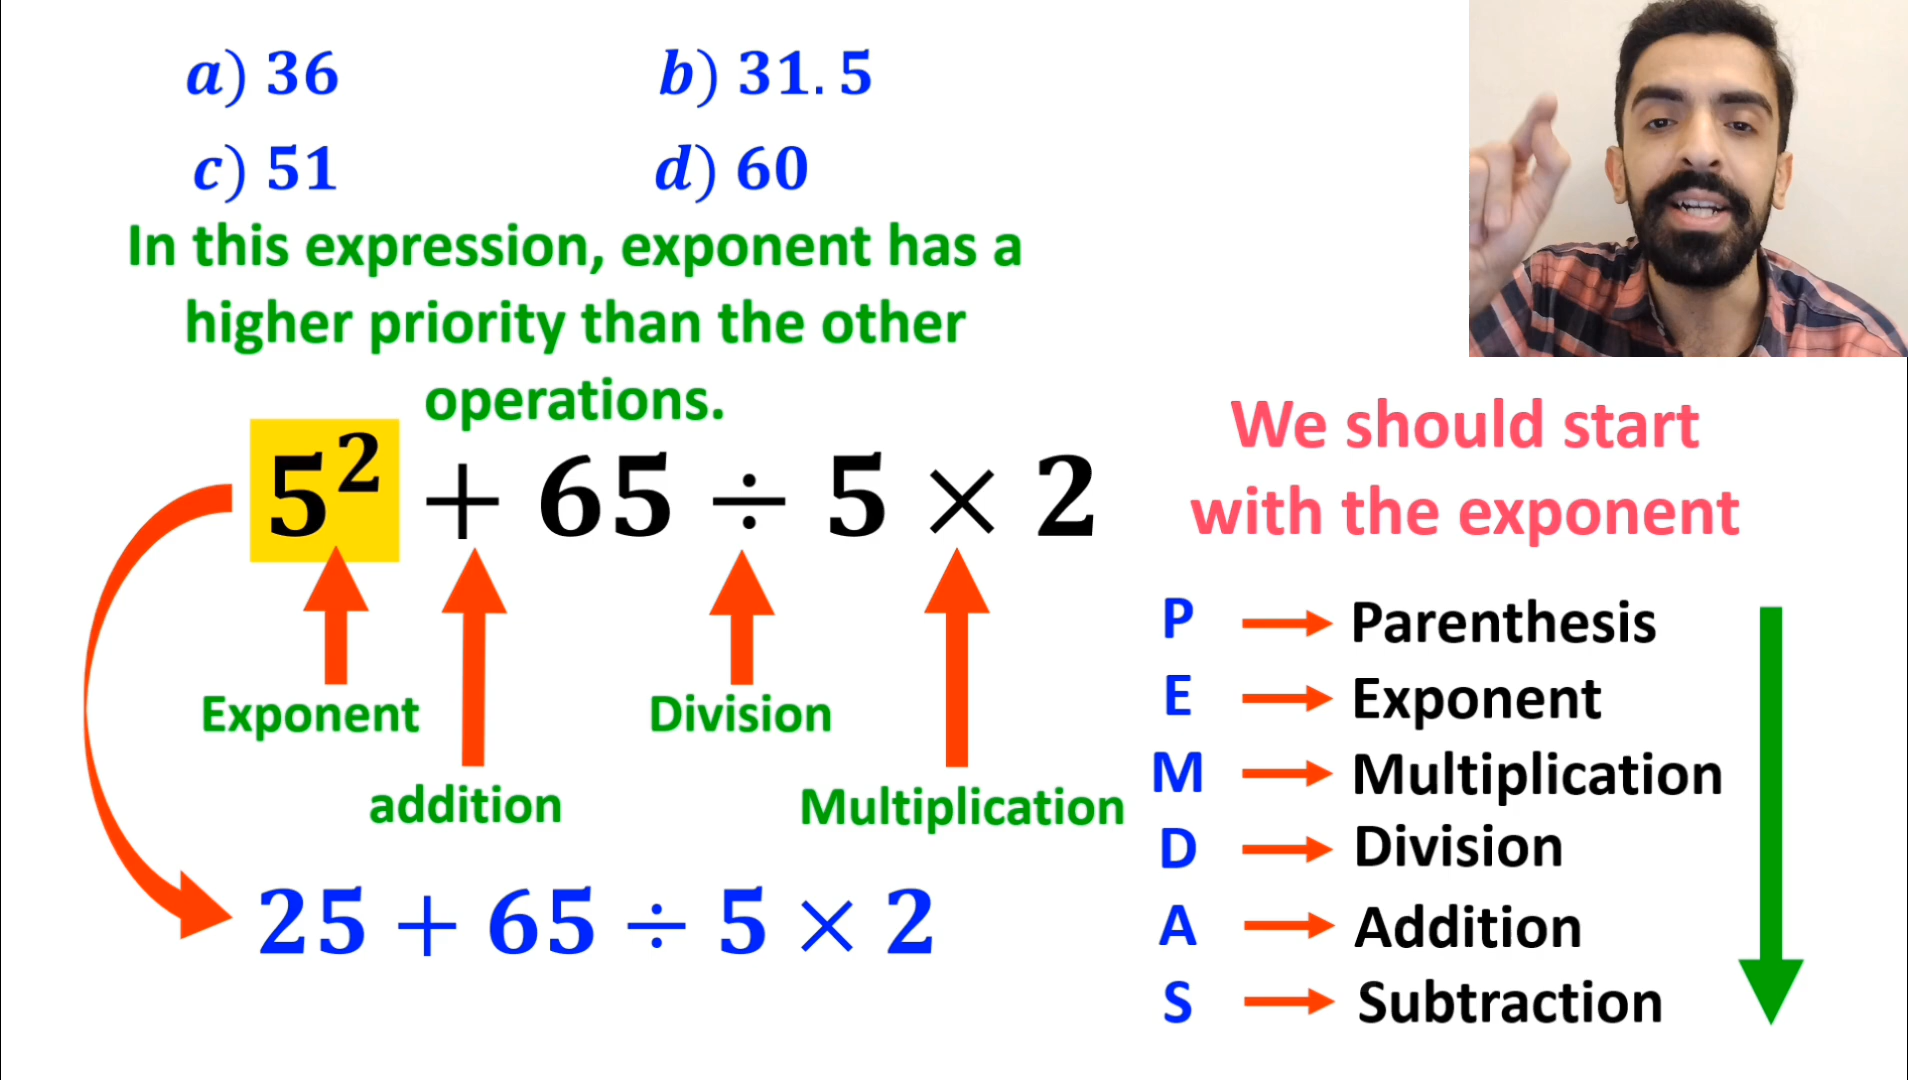 a) 36 b) 31.5
c) 51 d) 60
In this expression, exponent has a
higher priority than the other
operations.
5² + 65 ÷ 5 × 2
Exponent
addition
Division
Multiplication
25 + 65 ÷ 5 × 2
We should start
with the exponent
P → Parenthesis
E → Exponent
M → Multiplication
D → Division
A → Addition
S → Subtraction